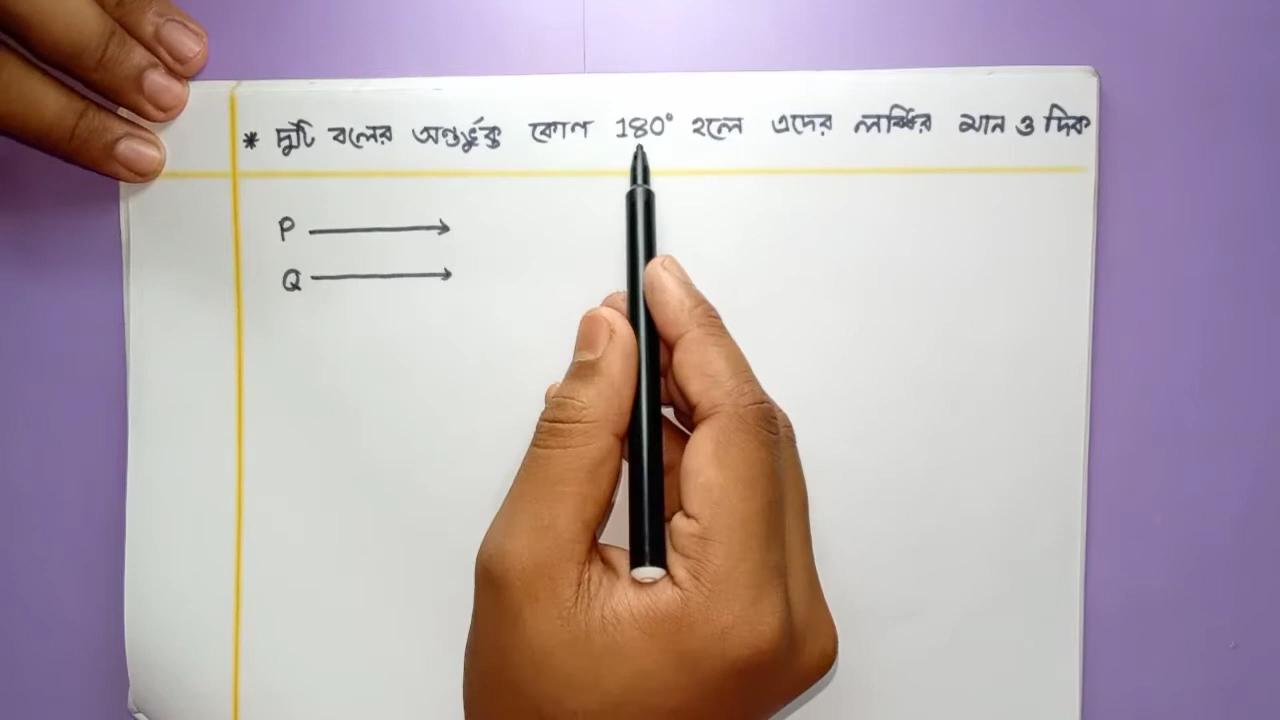 * দুটি বলের অন্তর্ভুক্ত কোণ 180° হলে এদের লব্ধির মান ও দিক
P
Q